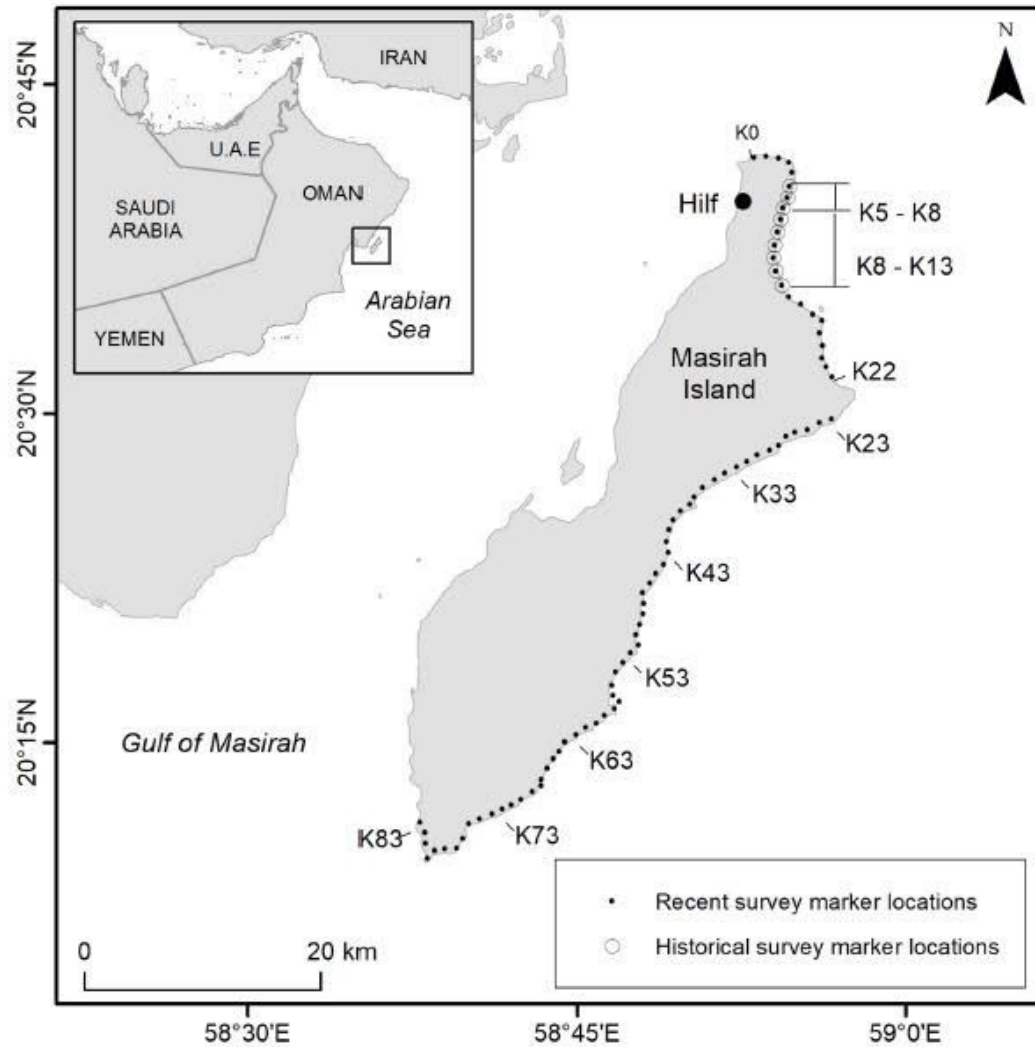 N
20°45'N
20°30'N
20°15'N
IRAN
U.A.E
OMAN
SAUDI
ARABIA
YEMEN
Arabian
Sea
K0
Hilf
K5 - K8
K8 - K13
Masirah
Island
K22
K23
K33
K43
K53
Gulf of Masirah
K63
K73
K83
0 20 km
Recent survey marker locations
Historical survey marker locations
58°30'E
58°45'E
59°0'E